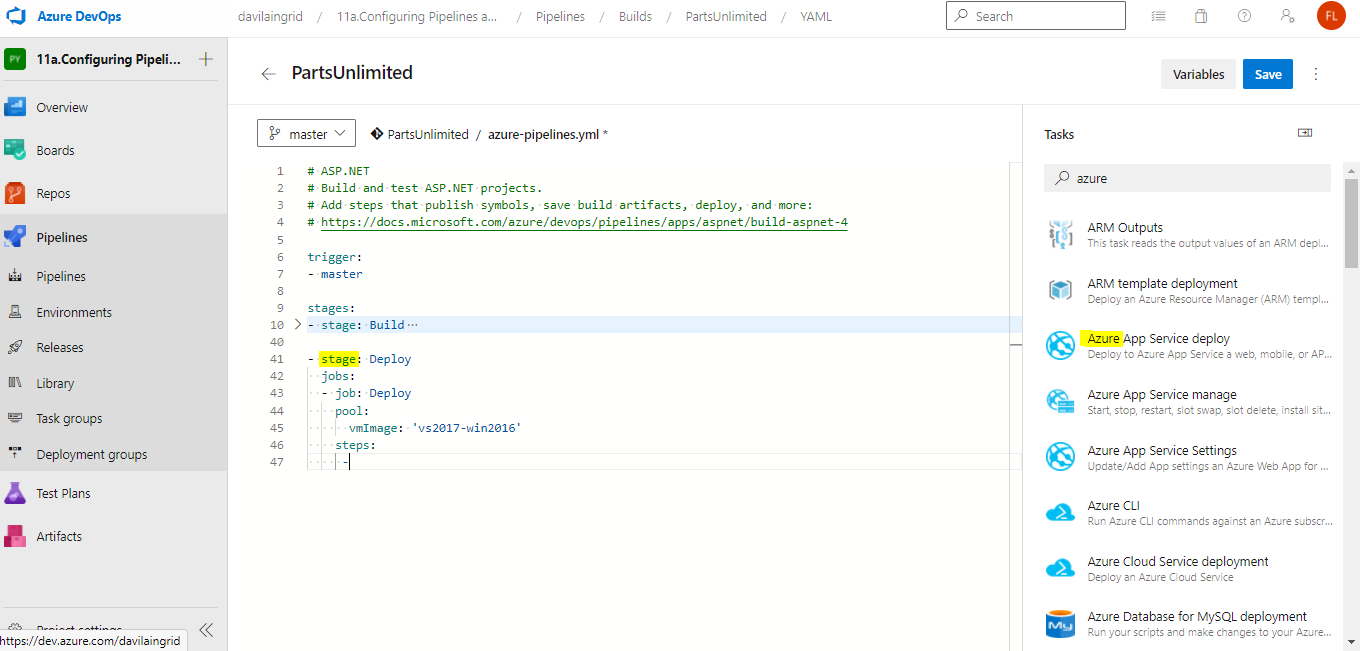 Azure DevOps
davilaingrid / 11a.Configuring Pipelines a... / Pipelines / Builds / PartsUnlimited / YAML
Search
FL
PY 11a.Configuring Pipeli...
Overview
Boards
Repos
Pipelines
Pipelines
Environments
Releases
Library
Task groups
Deployment groups
Test Plans
Artifacts
Project settings
https://dev.azure.com/davilaingrid
PartsUnlimited
Variables
Save
master
PartsUnlimited / azure-pipelines.yml *
1 # ASP.NET
2 # Build and test ASP.NET projects.
3 # Add steps that publish symbols, save build artifacts, deploy, and more:
4 # https://docs.microsoft.com/azure/devops/pipelines/apps/aspnet/build-aspnet-4
5
6 trigger:
7 - master
8
9 stages:
10 - stage: Build ...
40
41 - stage: Deploy
42 jobs:
43 - job: Deploy
44 pool:
45 vmImage: 'vs2017-win2016'
46 steps:
47 -
Tasks
azure
ARM Outputs
This task reads the output values of an ARM depl...
ARM template deployment
Deploy an Azure Resource Manager (ARM) templ...
Azure App Service deploy
Deploy to Azure App Service a web, mobile, or AP...
Azure App Service manage
Start, stop, restart, slot swap, slot delete, install sit...
Azure App Service Settings
Update/Add App settings an Azure Web App for ...
Azure CLI
Run Azure CLI commands against an Azure subscr...
Azure Cloud Service deployment
Deploy an Azure Cloud Service
My Azure Database for MySQL deployment
Run your scripts and make changes to your Azure...